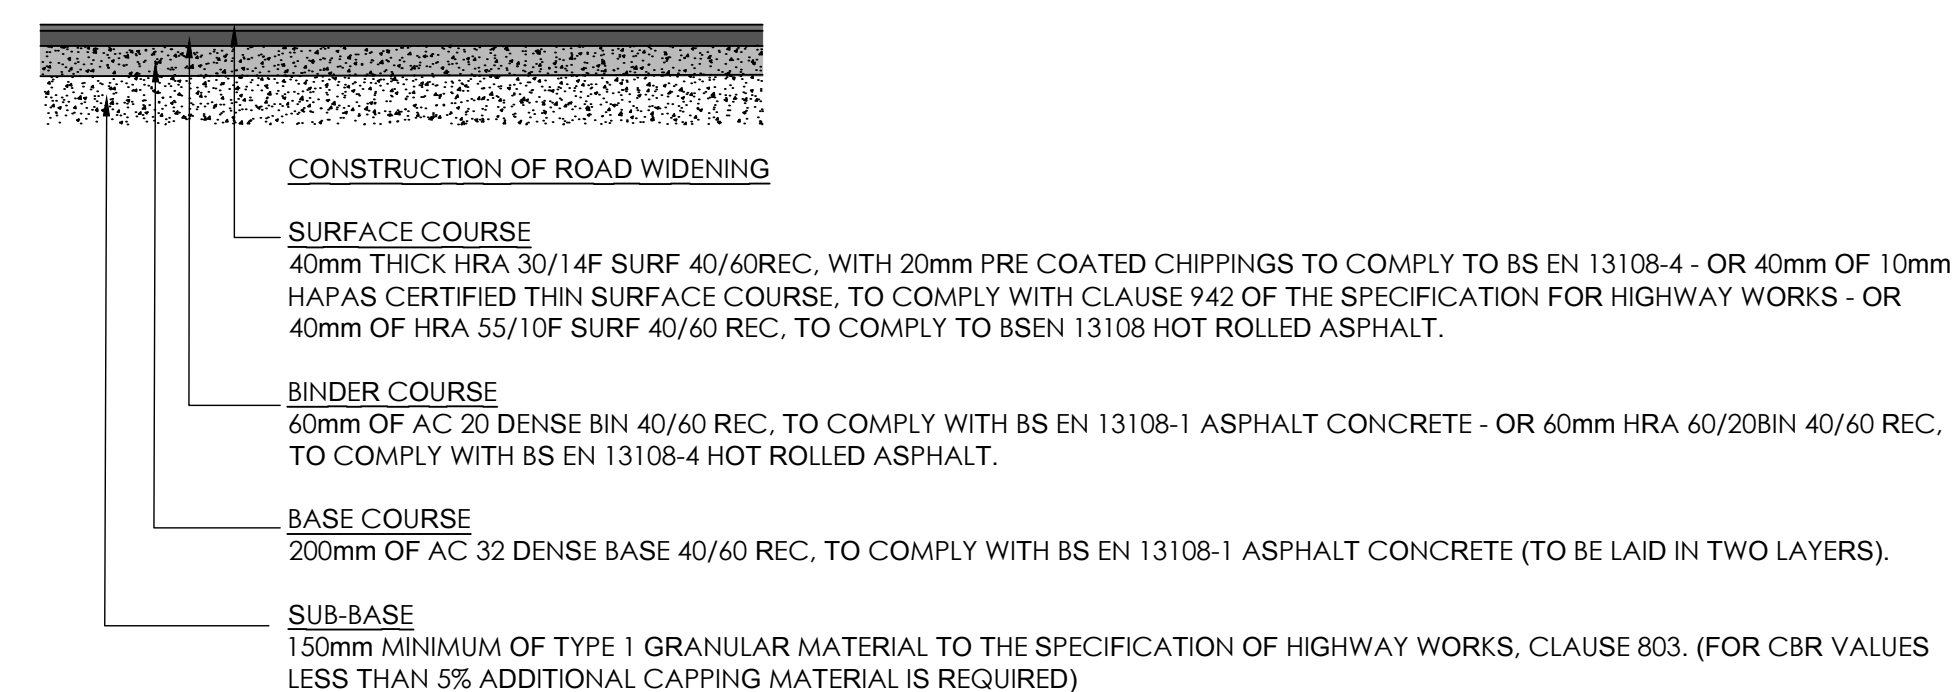 CONSTRUCTION OF ROAD WIDENING
SURFACE COURSE
40mm THICK HRA 30/14F SURF 40/60REC, WITH 20mm PRE COATED CHIPPINGS TO COMPLY TO BS EN 13108-4 - OR 40mm OF 10mm
HAPAS CERTIFIED THIN SURFACE COURSE, TO COMPLY WITH CLAUSE 942 OF THE SPECIFICATION FOR HIGHWAY WORKS - OR
40mm OF HRA 55/10F SURF 40/60 REC, TO COMPLY TO BSEN 13108 HOT ROLLED ASPHALT.
BINDER COURSE
60mm OF AC 20 DENSE BIN 40/60 REC, TO COMPLY WITH BS EN 13108-1 ASPHALT CONCRETE - OR 60mm HRA 60/20BIN 40/60 REC,
TO COMPLY WITH BS EN 13108-4 HOT ROLLED ASPHALT.
BASE COURSE
200mm OF AC 32 DENSE BASE 40/60 REC, TO COMPLY WITH BS EN 13108-1 ASPHALT CONCRETE (TO BE LAID IN TWO LAYERS).
SUB-BASE
150mm MINIMUM OF TYPE 1 GRANULAR MATERIAL TO THE SPECIFICATION OF HIGHWAY WORKS, CLAUSE 803. (FOR CBR VALUES
LESS THAN 5% ADDITIONAL CAPPING MATERIAL IS REQUIRED)